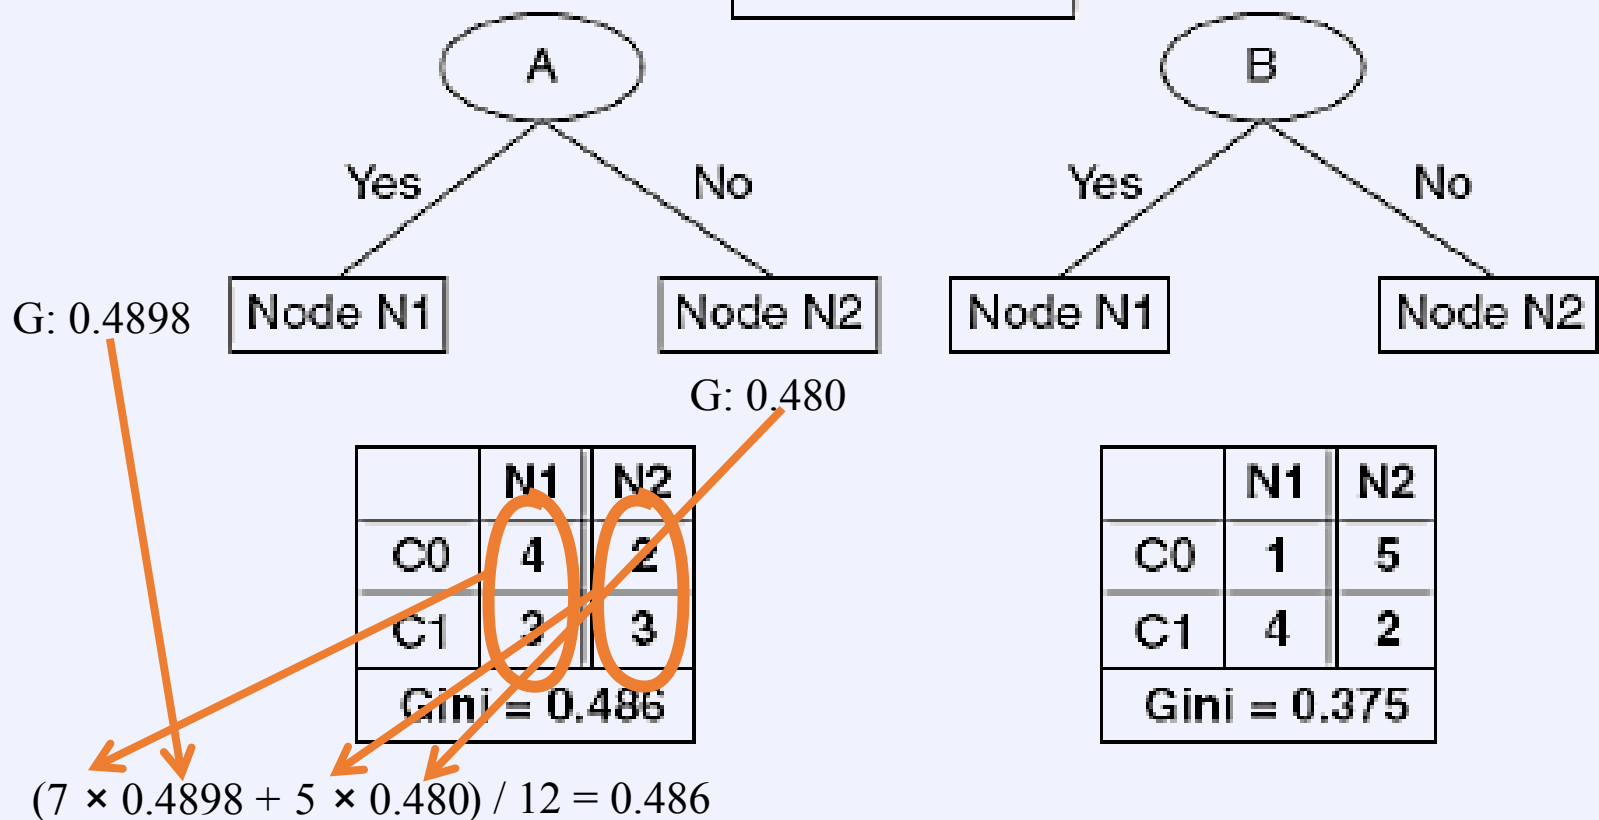 A B
Yes No Yes No
G: 0.4898 Node N1 Node N2 Node N1 Node N2
G: 0.480
N1 N2 N1 N2
C0 4 2 C0 1 5
C1 3 3 C1 4 2
Gini = 0.486 Gini = 0.375
(7 × 0.4898 + 5 × 0.480) / 12 = 0.486